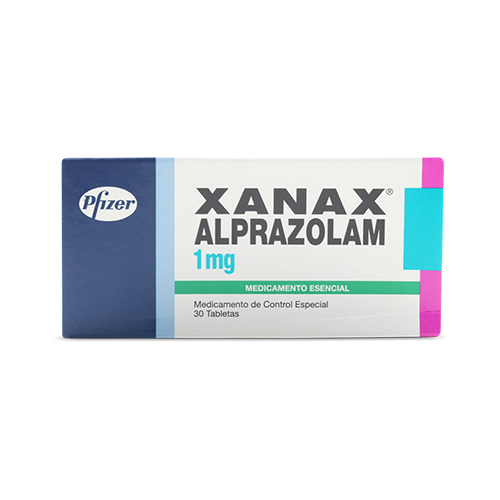 Pfizer
XANAX®
ALPRAZOLAM
1mg
MEDICAMENTO ESENCIAL
Medicamento de Control Especial
30 Tabletas